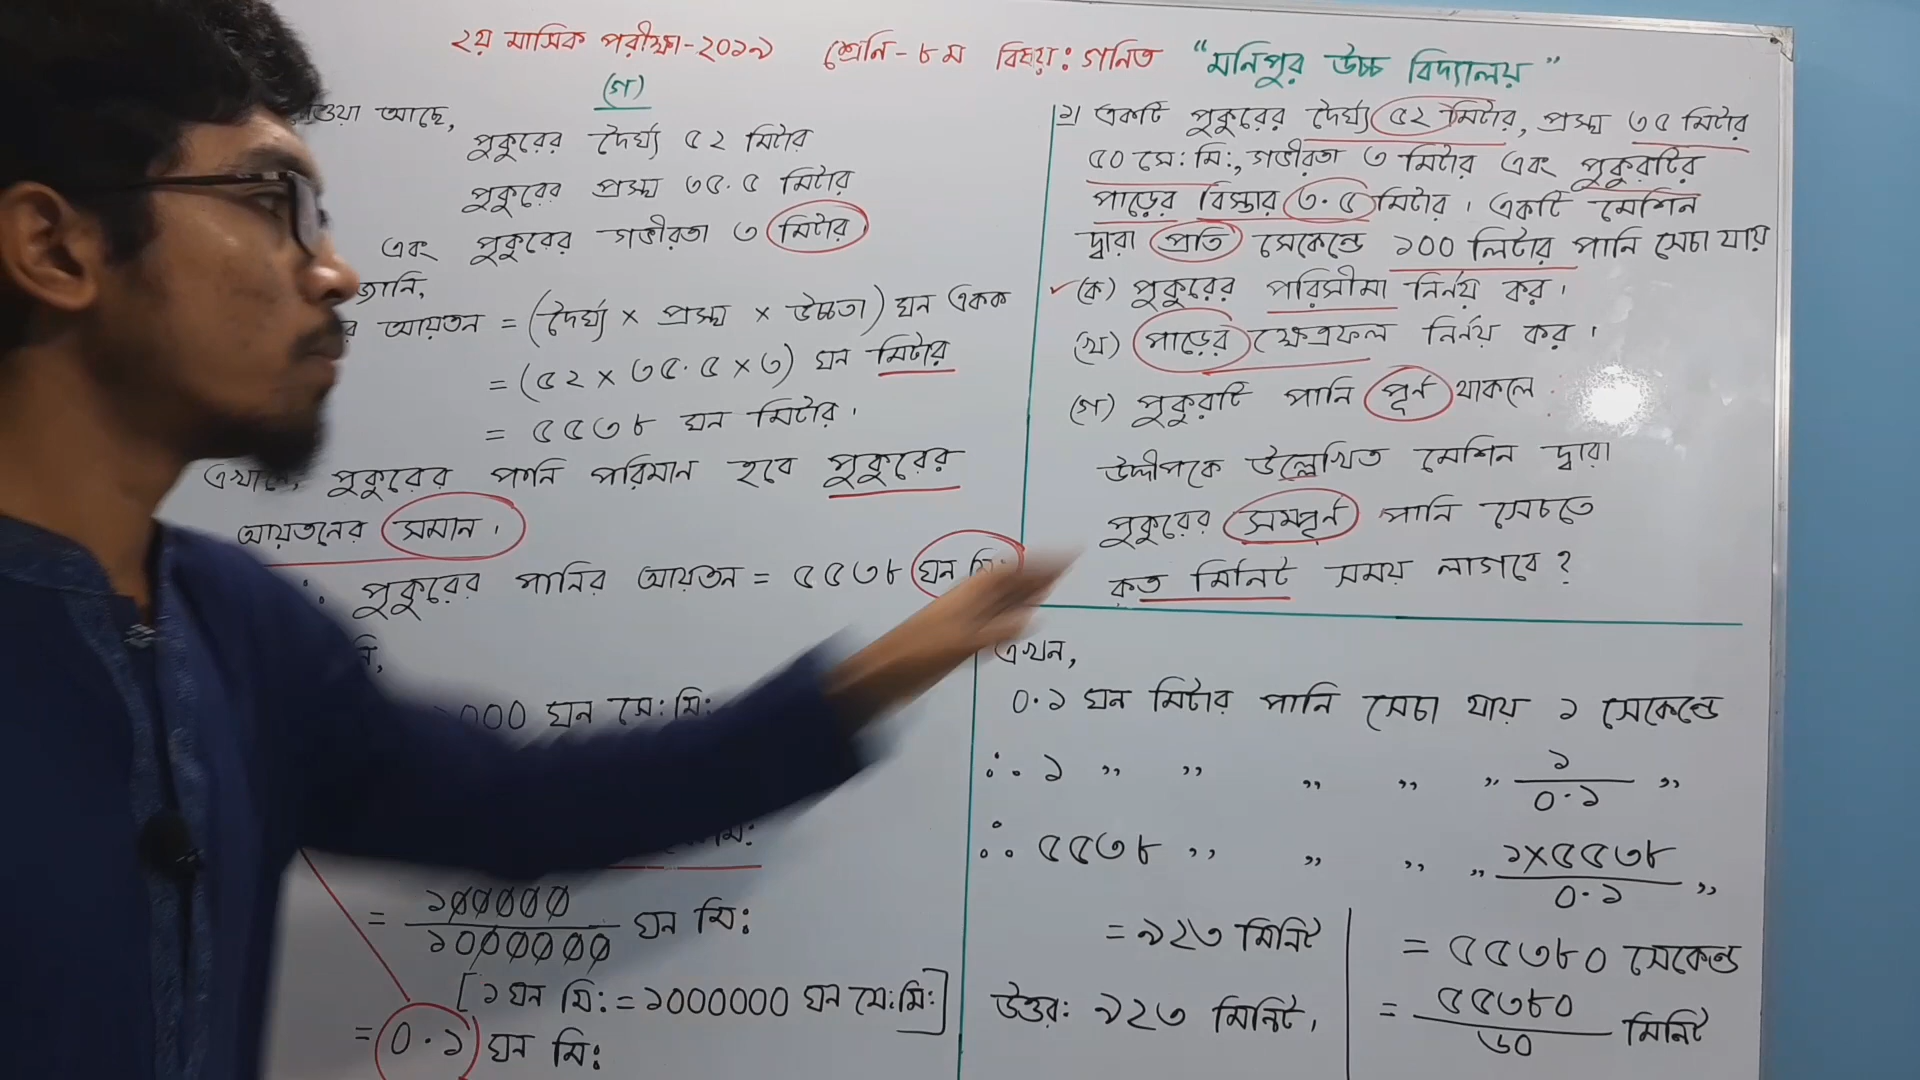 ২য় মাসিক পরীক্ষা-২০১৯ শ্রেনি-৮ম বিষয়: গনিত "মনিপুর উচ্চ বিদ্যালয়"
(গ)
আছে,
পুকুরের দৈর্ঘ্য ৫২ মিটার
পুকুরের প্রস্থ ৩৫.৫ মিটার
এবং পুকুরের গভীরতা ৩ মিটার।
জানি,
আয়তন = (দৈর্ঘ্য × প্রস্থ × উচ্চতা) ঘন একক
= (৫২ × ৩৫.৫ × ৩) ঘন মিটার
= ৫৫৩৮ ঘন মিটার।
এখানে, পুকুরের পানি পরিমান হবে পুকুরের
আয়তনের সমান।
∴ পুকুরের পানির আয়তন = ৫৫৩৮ ঘন মি:
০০০ ঘন সে:মি:
= ১০০০০০/১০০০০০০ ঘন মি:
[১ ঘন মি: = ১০০০০০০ ঘন সে:মি:]
= ০.১ ঘন মি:
১। একটি পুকুরের দৈর্ঘ্য ৫২ মিটার, প্রস্থ ৩৫ মিটার
৫০ সে: মি:, গভীরতা ৩ মিটার এবং পুকুরটির
পাড়ের বিস্তার ৩.৫ মিটার। একটি মেশিন
দ্বারা প্রতি সেকেন্ডে ১০০ লিটার পানি সেচা যায়
(ক) পুকুরের পরিসীমা নির্নয় কর।
(খ) পাড়ের ক্ষেত্রফল নির্নয় কর।
(গ) পুকুরটি পানি পূর্ন থাকলে
উদ্দীপকে উল্লেখিত মেশিন দ্বারা
পুকুরের সমপূর্ন পানি সেচতে
কত মিনিট সময় লাগবে?
এখন,
০.১ ঘন মিটার পানি সেচা যায় ১ সেকেন্ডে
∴ ১ ,, ,, ,, ,, ,, ১/০.১ ,,
∴ ৫৫৩৮ ,, ,, ,, ,, ১×৫৫৩৮/০.১ ,,
= ৫৫৩৮০ সেকেন্ড
= ৫৫৩৮০/৬০ মিনিট
= ৯২৩ মিনিট
উত্তর: ৯২৩ মিনিট।